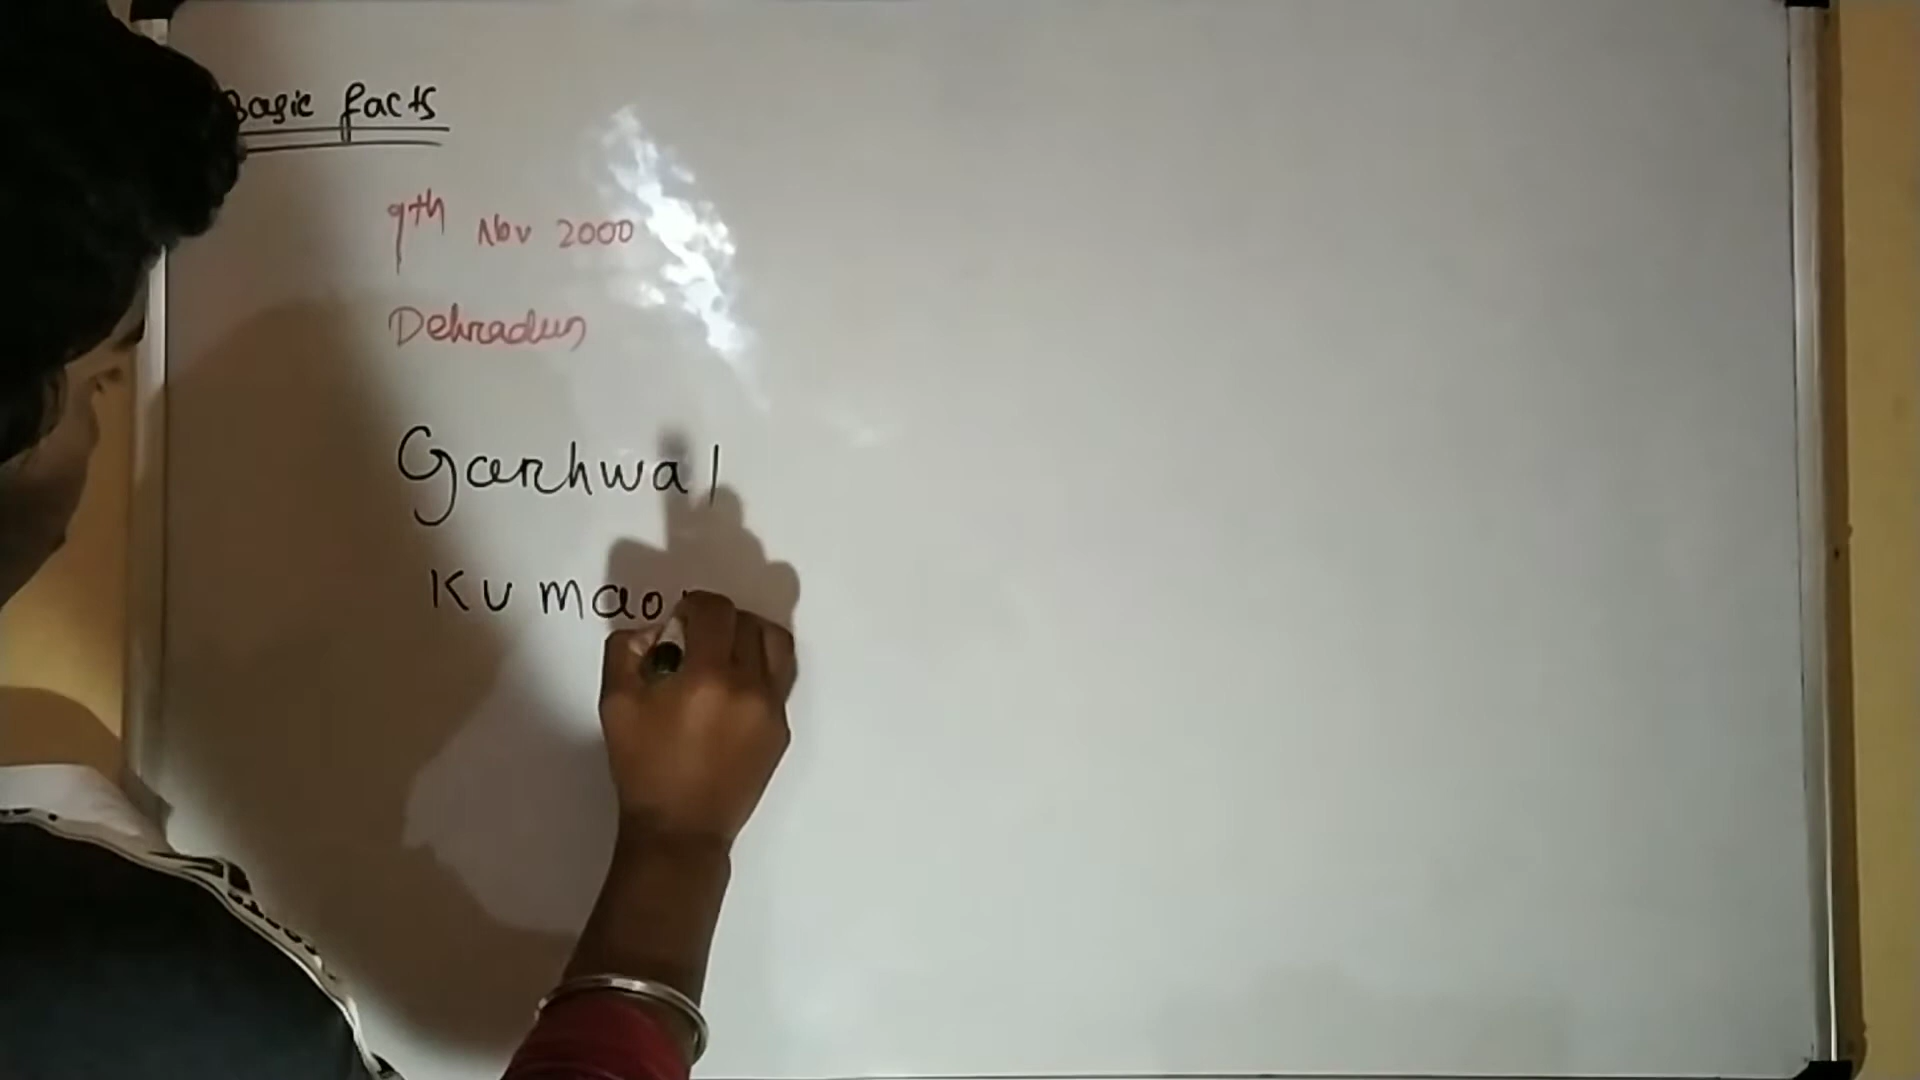 Basic facts
9th Nov 2000
Dehradun
Garhwal
Kumao